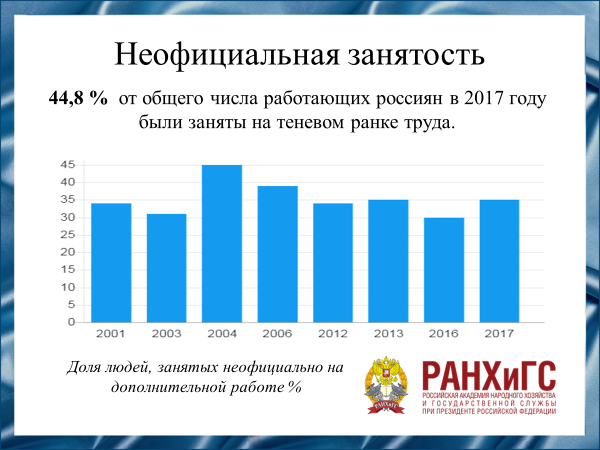 Неофициальная занятость
44,8 % от общего числа работающих россиян в 2017 году
были заняты на теневом ранке труда.
45
40
35
30
25
20
15
10
5
0
2001 2003 2004 2006 2012 2013 2016 2017
Доля людей, занятых неофициально на
дополнительной работе %
РАНХиГС
РАНХиГС
РОССИЙСКАЯ АКАДЕМИЯ НАРОДНОГО ХОЗЯЙСТВА
И ГОСУДАРСТВЕННОЙ СЛУЖБЫ
ПРИ ПРЕЗИДЕНТЕ РОССИЙСКОЙ ФЕДЕРАЦИИ